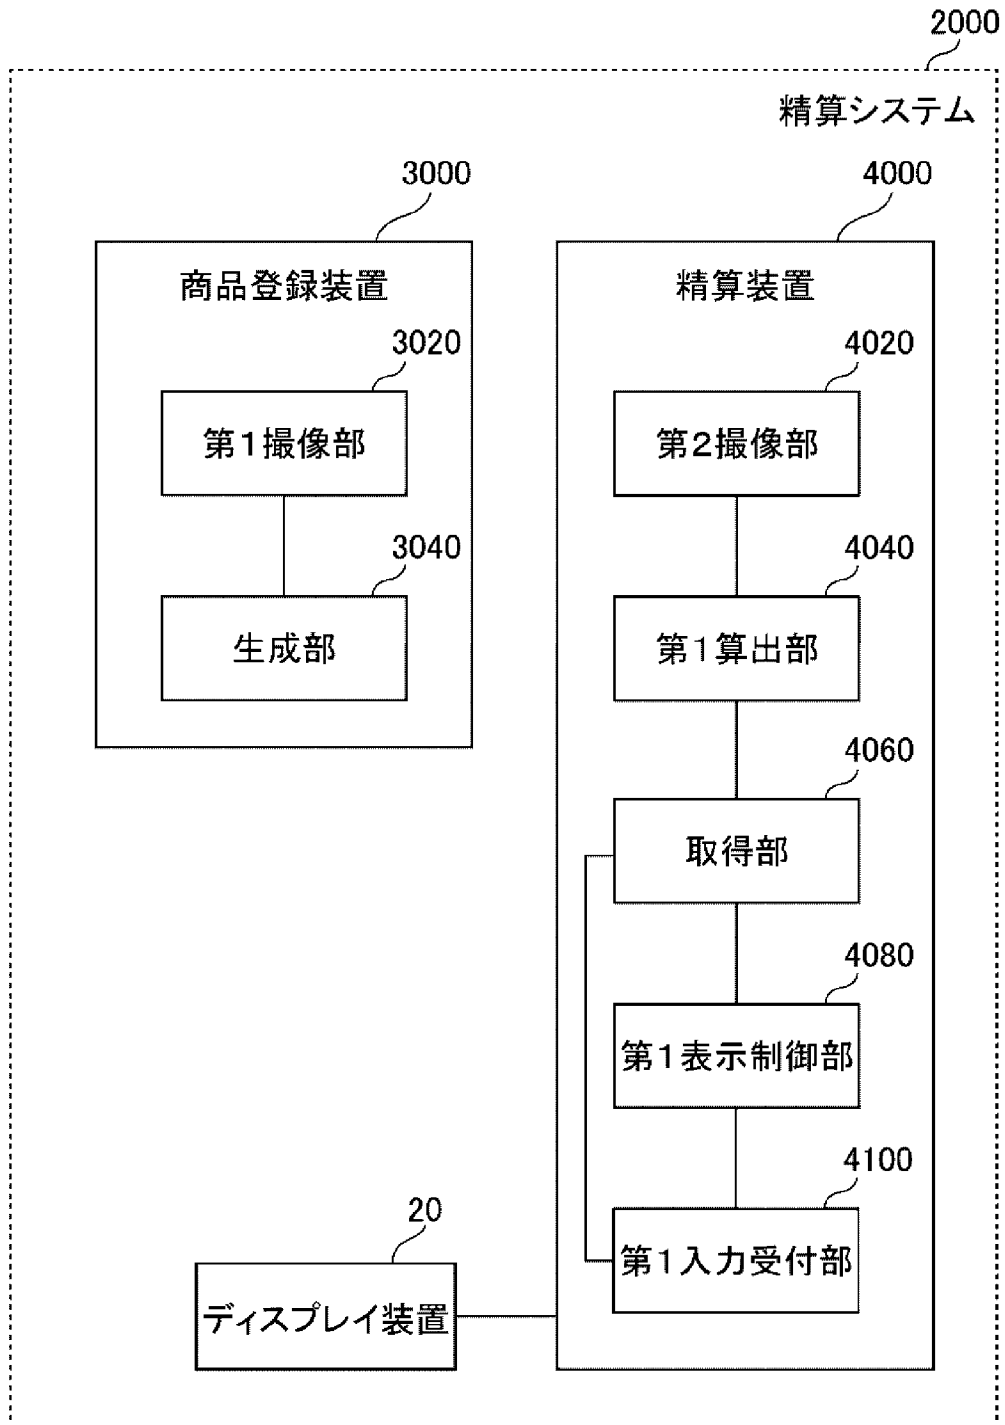 2000
精算システム
3000
商品登録装置
3020
第1撮像部
3040
生成部
4000
精算装置
4020
第2撮像部
4040
第1算出部
4060
取得部
4080
第1表示制御部
4100
第1入力受付部
20
ディスプレイ装置